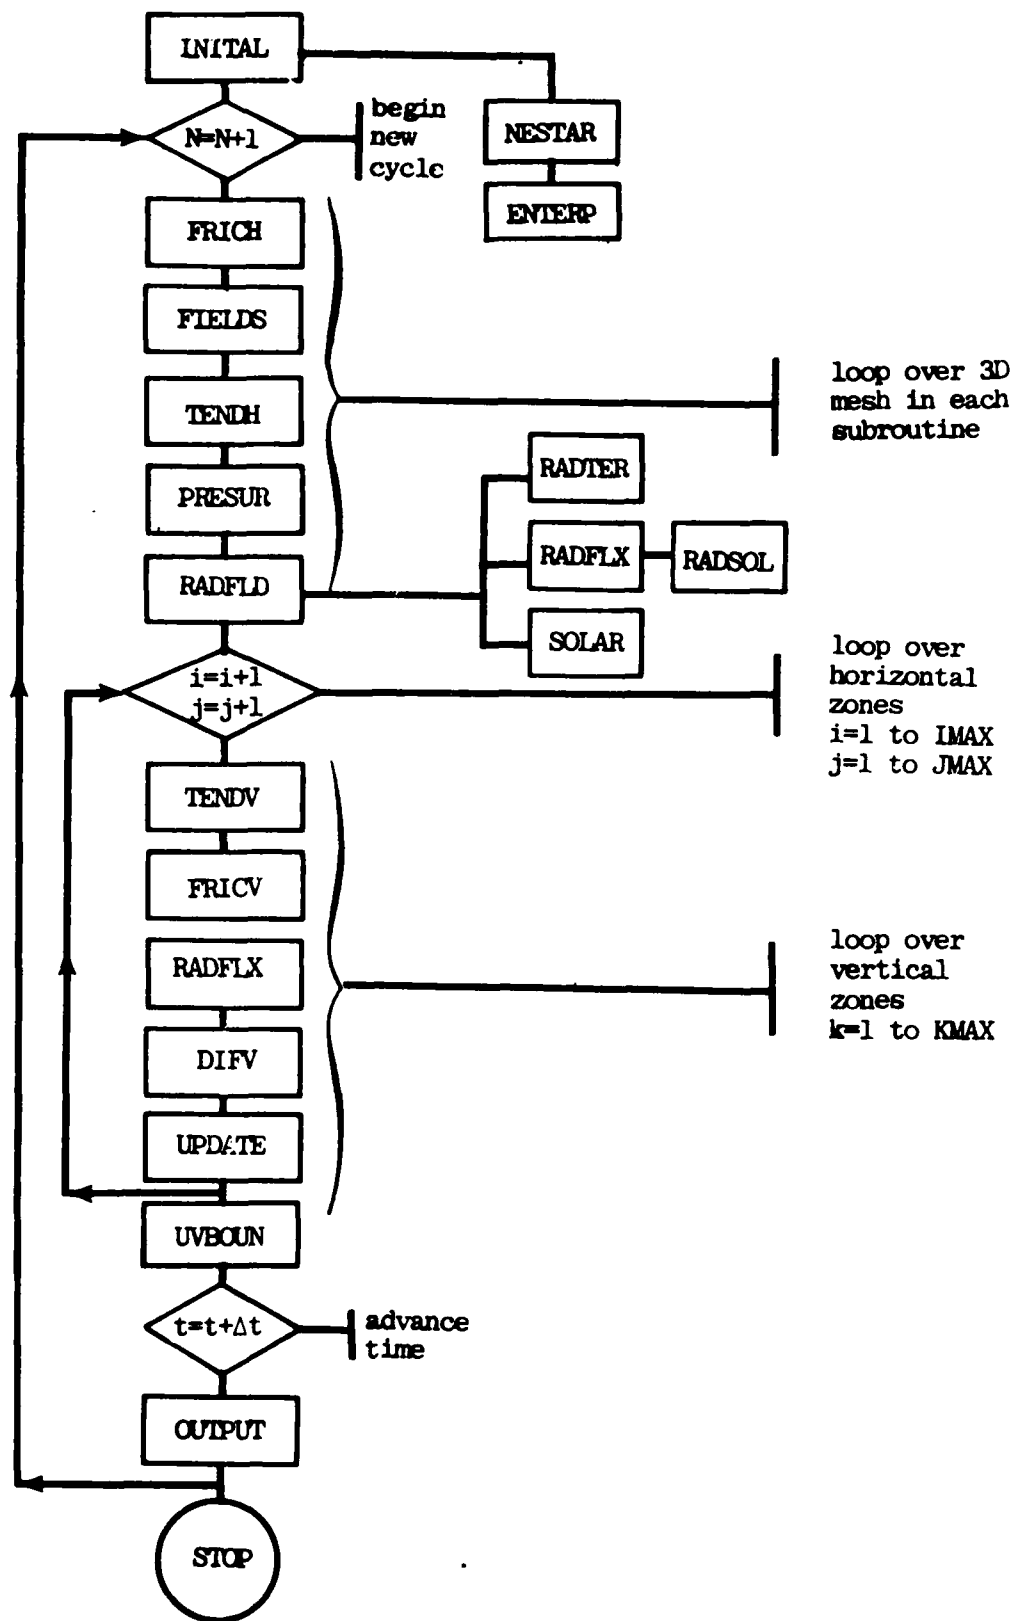 INITAL
N=N+1
begin
new
cycle
NESTAR
ENTERP
FRICH
FIELDS
TENDH
PRESUR
RADFLD
loop over 3D
mesh in each
subroutine
RADTER
RADFLX
RADSOL
SOLAR
i=i+1
j=j+1
loop over
horizontal
zones
i=1 to IMAX
j=1 to JMAX
TENDV
FRICV
RADFLX
DIFV
UPDATE
loop over
vertical
zones
k=1 to KMAX
UVBOUN
t=t+Δt
advance
time
OUTPUT
STOP